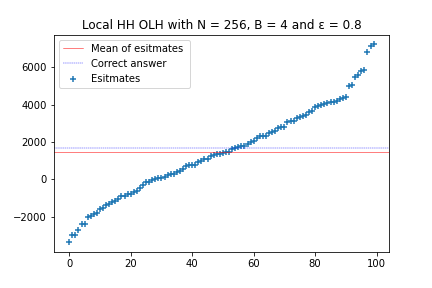 Local HH OLH with N = 256, B = 4 and ε = 0.8
Mean of esitmates
Correct answer
Esitmates
6000
4000
2000
0
−2000
0 20 40 60 80 100